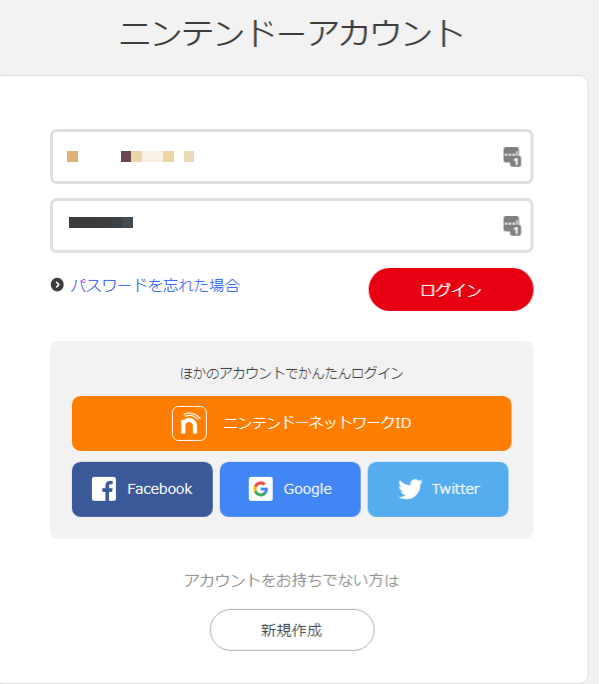 ニンテンドーアカウント
パスワードを忘れた場合
ログイン
ほかのアカウントでかんたんログイン
ニンテンドーネットワークID
Facebook
Google
Twitter
アカウントをお持ちでない方は
新規作成